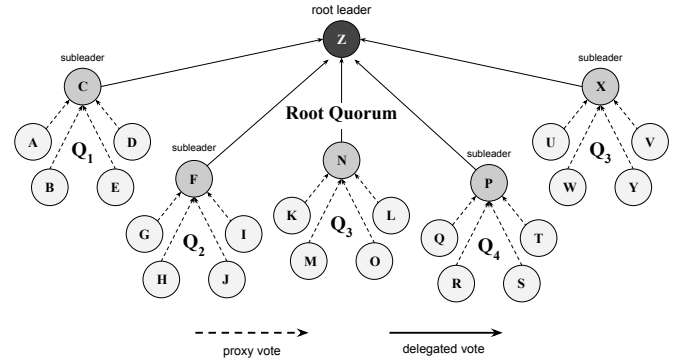 root leader
Z
subleader
subleader
C
X
Root Quorum
A
D
Q1
U
V
Q3
subleader
N
subleader
B
E
F
P
W
Y
K
L
G
I
Q3
Q
T
Q2
Q4
M
O
H
J
R
S
proxy vote
delegated vote